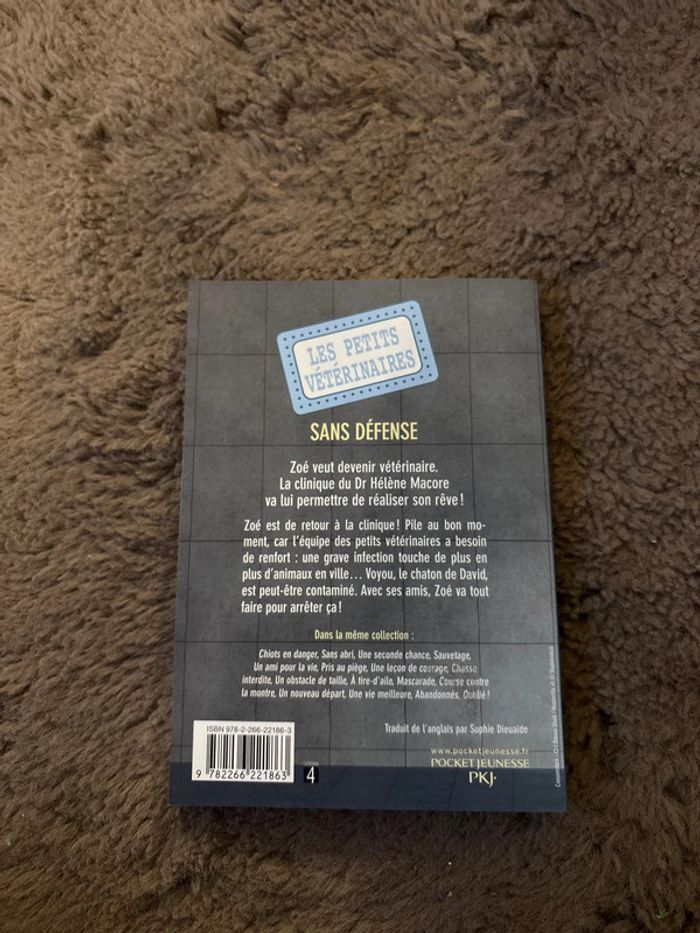 LES PETITS
VÉTÉRINAIRES
SANS DÉFENSE
Zoé veut devenir vétérinaire.
La clinique du Dr Hélène Macore
va lui permettre de réaliser son rêve !
Zoé est de retour à la clinique ! Pile au bon mo-
ment, car l'équipe des petits vétérinaires a besoin
de renfort : une grave infection touche de plus en
plus d'animaux en ville… Voyou, le chaton de David,
est peut-être contaminé. Avec ses amis, Zoé va tout
faire pour arrêter ça !
Dans la même collection :
Chiots en danger, Sans abri, Une seconde chance, Sauvetage,
Un ami pour la vie, Pris au piège, Une leçon de courage, Chasse
interdite, Un obstacle de taille, À tire-d'aile, Mascarade, Course contre
la montre, Un nouveau départ, Une vie meilleure, Abandonnés, Oublié !
Traduit de l'anglais par Sophie Dieuaide
www.pocketjeunesse.fr
POCKET JEUNESSE
PKJ·
ISBN 978-2-266-22186-3
9 782266 221863
4